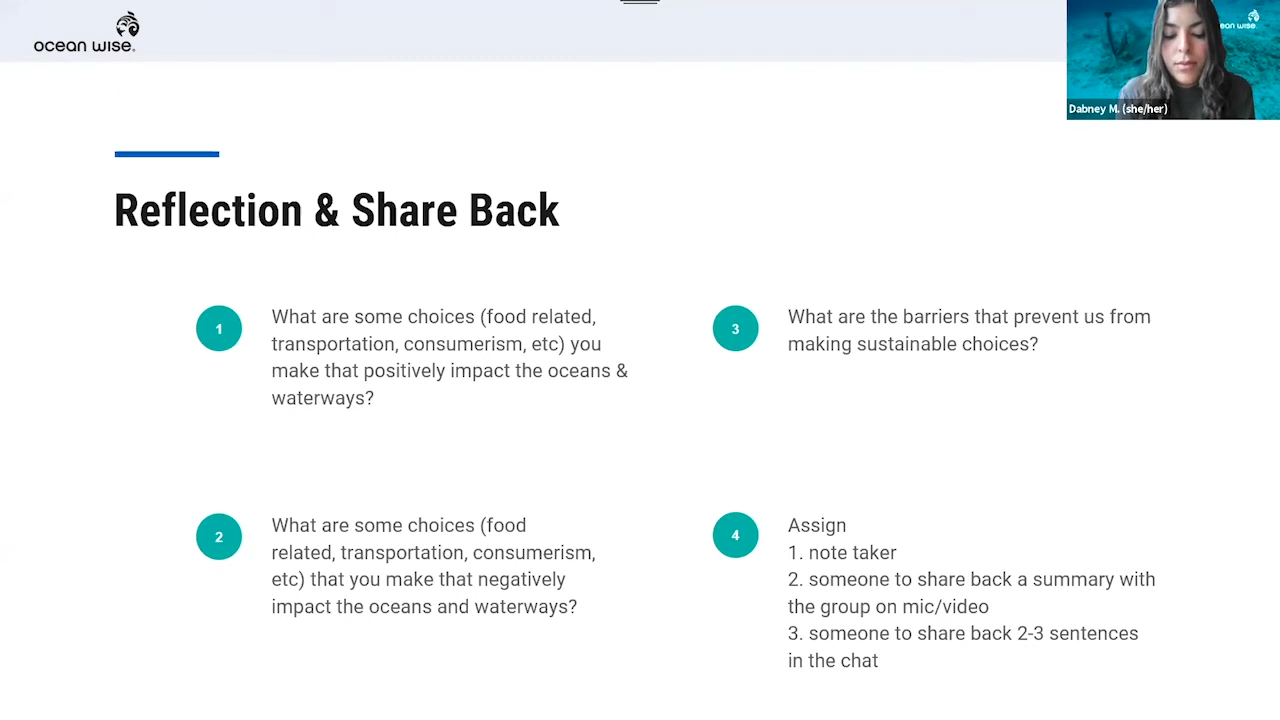 ocean wise
ean wise
Dabney M. (she/her)
Reflection & Share Back
1
What are some choices (food related,
transportation, consumerism, etc) you
make that positively impact the oceans &
waterways?
2
What are some choices (food
related, transportation, consumerism,
etc) that you make that negatively
impact the oceans and waterways?
3
What are the barriers that prevent us from
making sustainable choices?
4
Assign
1. note taker
2. someone to share back a summary with
the group on mic/video
3. someone to share back 2-3 sentences
in the chat